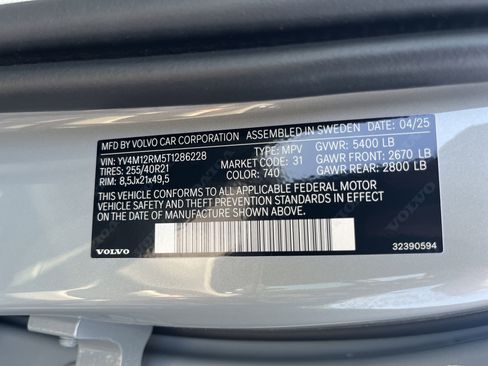 MFD BY VOLVO CAR CORPORATION ASSEMBLED IN SWEDEN 04/25
VIN: YV4M12RM5T1286228 TYPE: MPV GVWR: 5400 LB
TIRES: 255/40R21 MARKET CODE: 31 GAWR FRONT: 2670 LB
RIM: 8,5Jx21x49,5 COLOR: 740 GAWR REAR: 2800 LB
THIS VEHICLE CONFORMS TO ALL APPLICABLE FEDERAL MOTOR
VEHICLE SAFETY AND THEFT PREVENTION STANDARDS IN EFFECT
ON THE DATE OF MANUFACTURE SHOWN ABOVE.
VOLVO 32390594